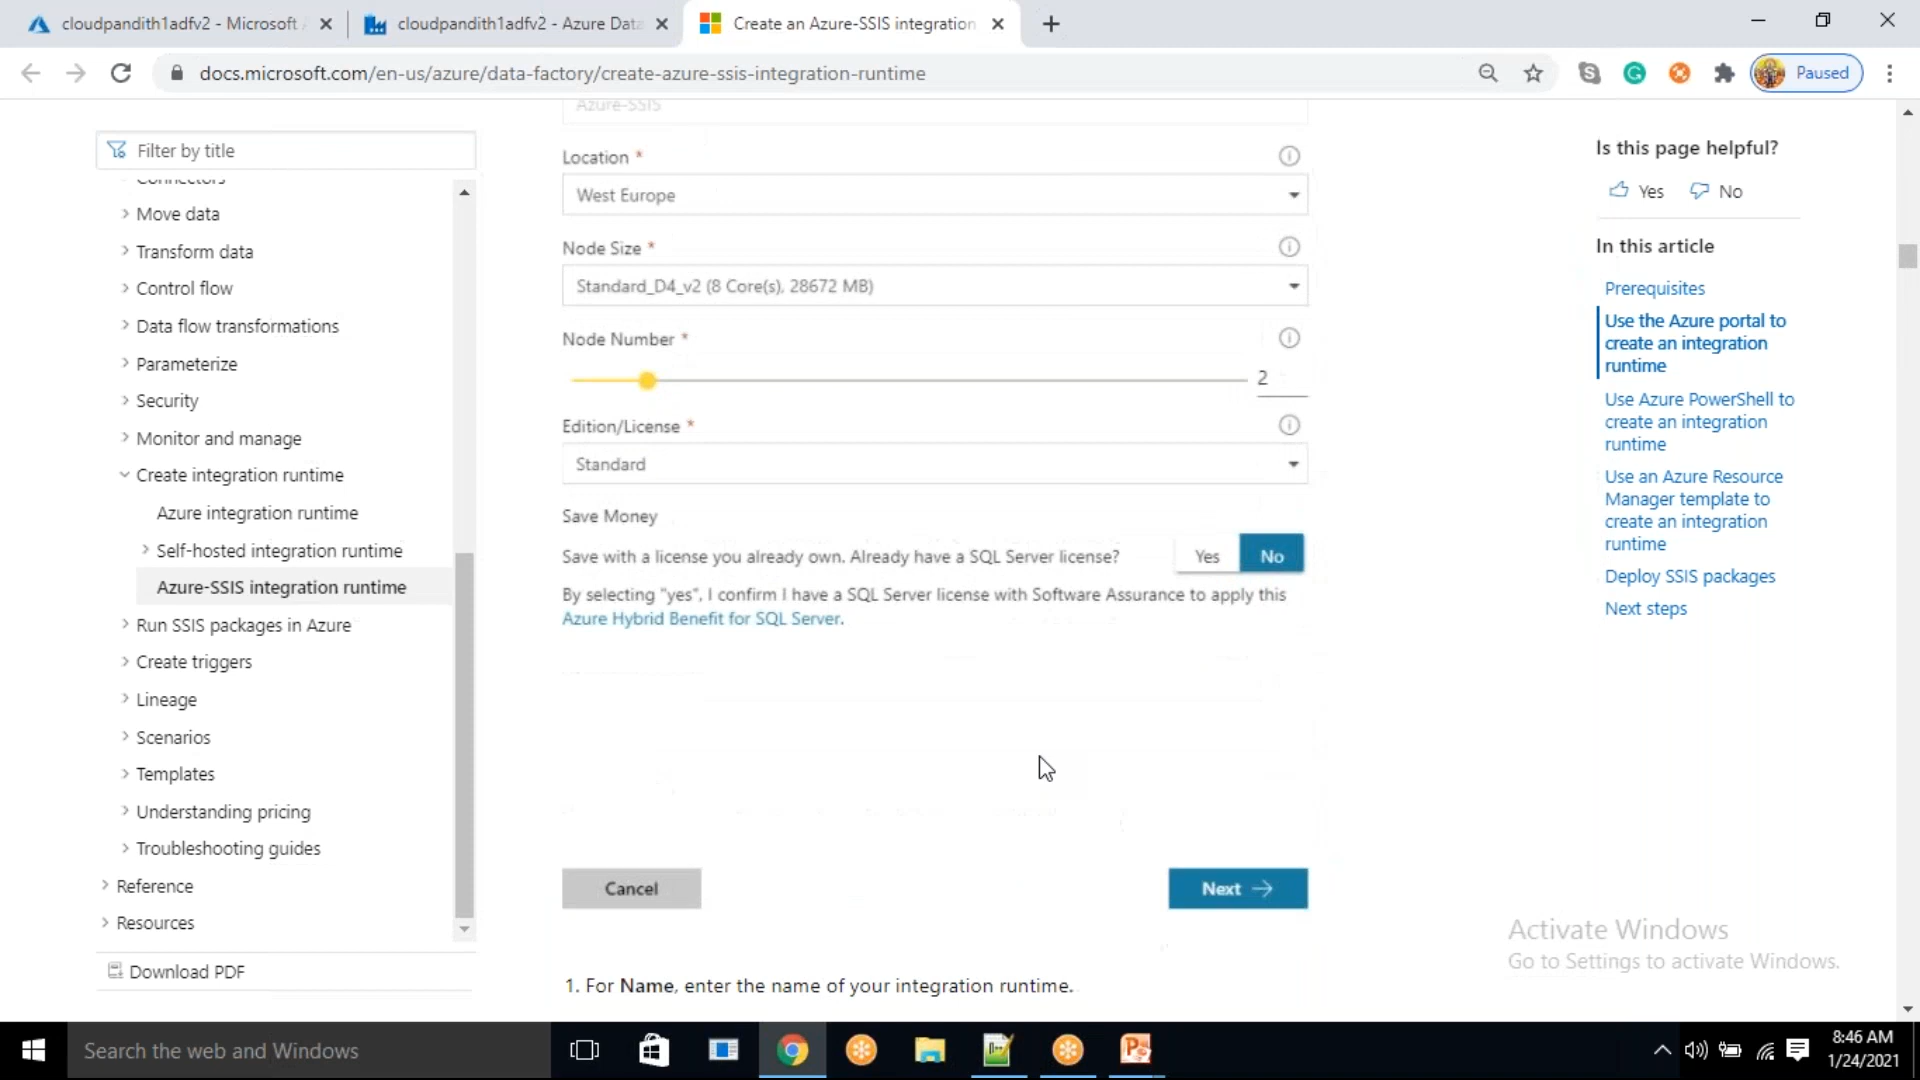 cloudpandith1adfv2 - Microsoft A
cloudpandith1adfv2 - Azure Data
Create an Azure-SSIS integration
docs.microsoft.com/en-us/azure/data-factory/create-azure-ssis-integration-runtime
Paused
Filter by title
Connectors
Move data
Transform data
Control flow
Data flow transformations
Parameterize
Security
Monitor and manage
Create integration runtime
Azure integration runtime
Self-hosted integration runtime
Azure-SSIS integration runtime
Run SSIS packages in Azure
Create triggers
Lineage
Scenarios
Templates
Understanding pricing
Troubleshooting guides
Reference
Resources
Download PDF
Azure-SSIS
Location *
West Europe
Node Size *
Standard_D4_v2 (8 Core(s), 28672 MB)
Node Number *
2
Edition/License *
Standard
Save Money
Save with a license you already own. Already have a SQL Server license?
Yes No
By selecting "yes", I confirm I have a SQL Server license with Software Assurance to apply this
Azure Hybrid Benefit for SQL Server.
Cancel
Next →
1. For Name, enter the name of your integration runtime.
Is this page helpful?
Yes No
In this article
Prerequisites
Use the Azure portal to
create an integration
runtime
Use Azure PowerShell to
create an integration
runtime
Use an Azure Resource
Manager template to
create an integration
runtime
Deploy SSIS packages
Next steps
Activate Windows
Go to Settings to activate Windows.
Search the web and Windows
8:46 AM
1/24/2021